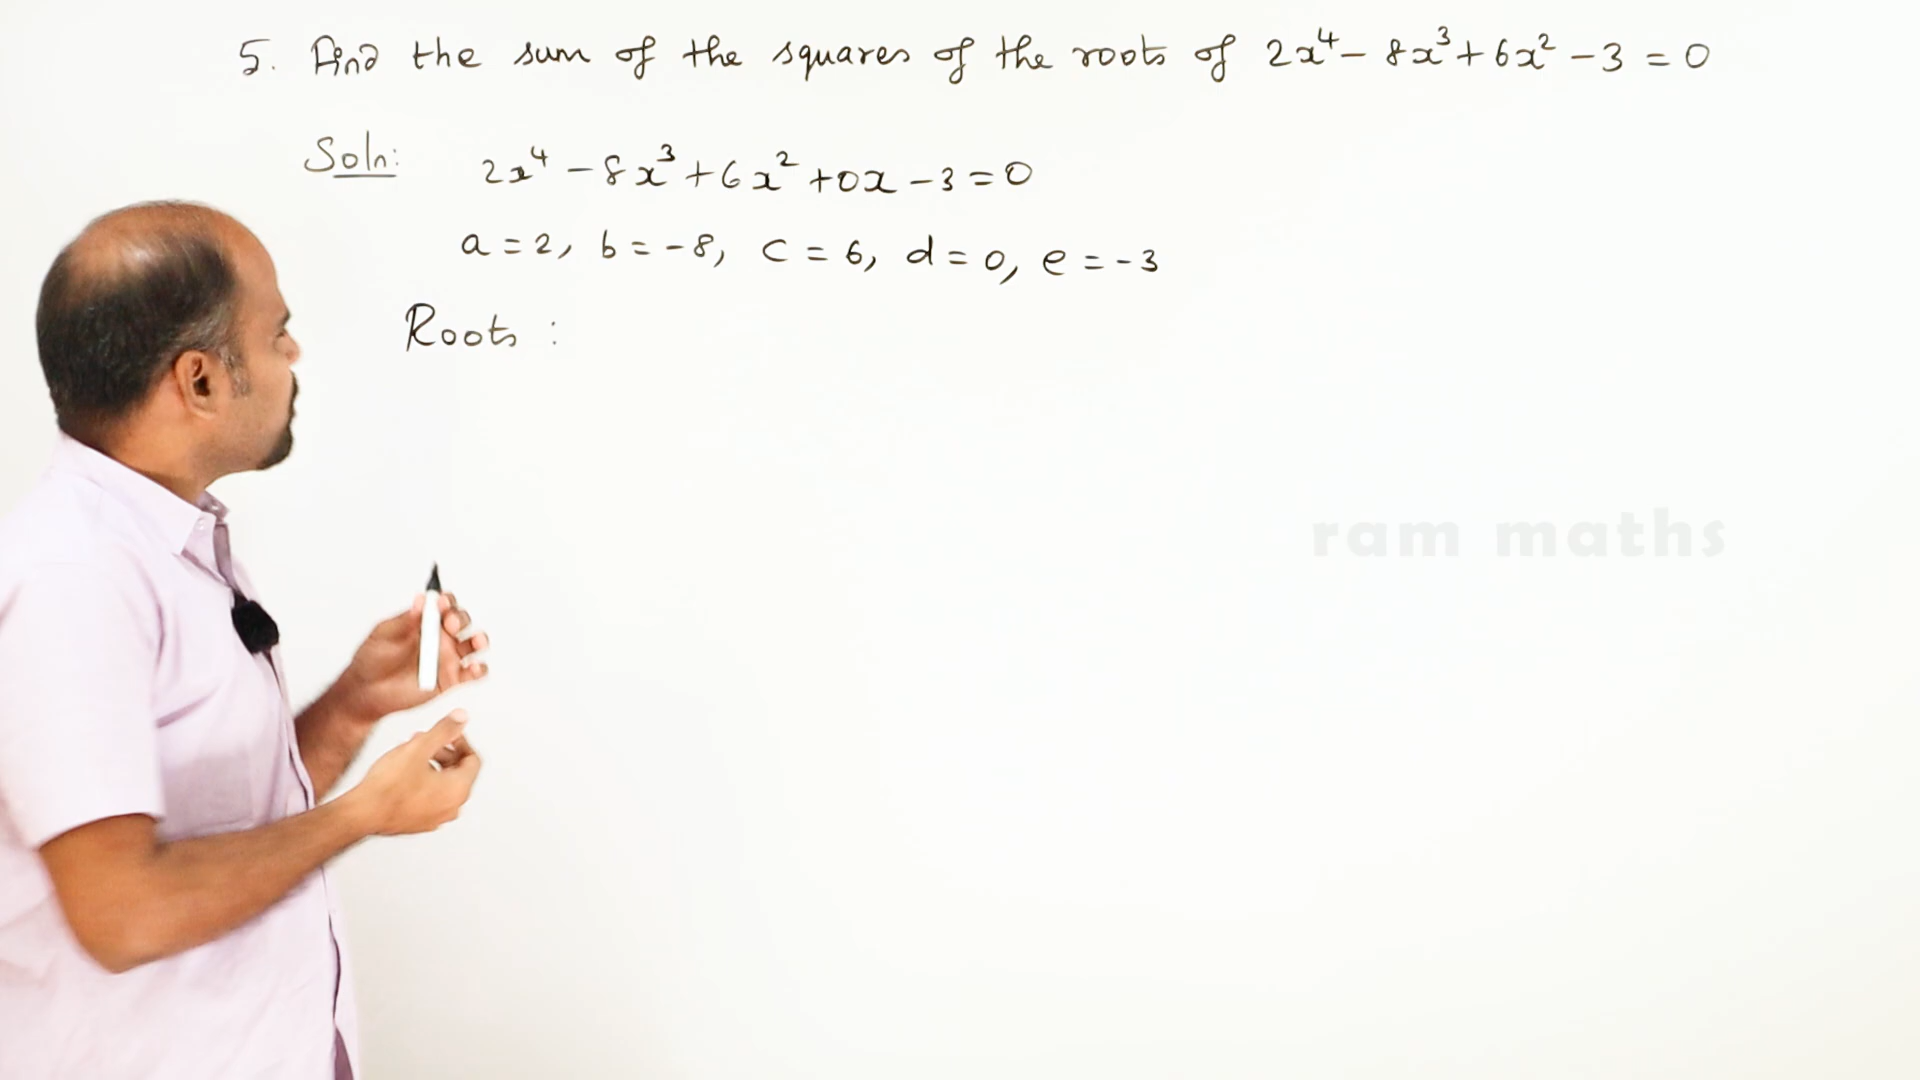 5. Find the sum of the squares of the roots of 2x⁴ - 8x³ + 6x² - 3 = 0
Soln: 2x⁴ - 8x³ + 6x² + 0x - 3 = 0
a = 2, b = -8, c = 6, d = 0, e = -3
Roots :
ram maths